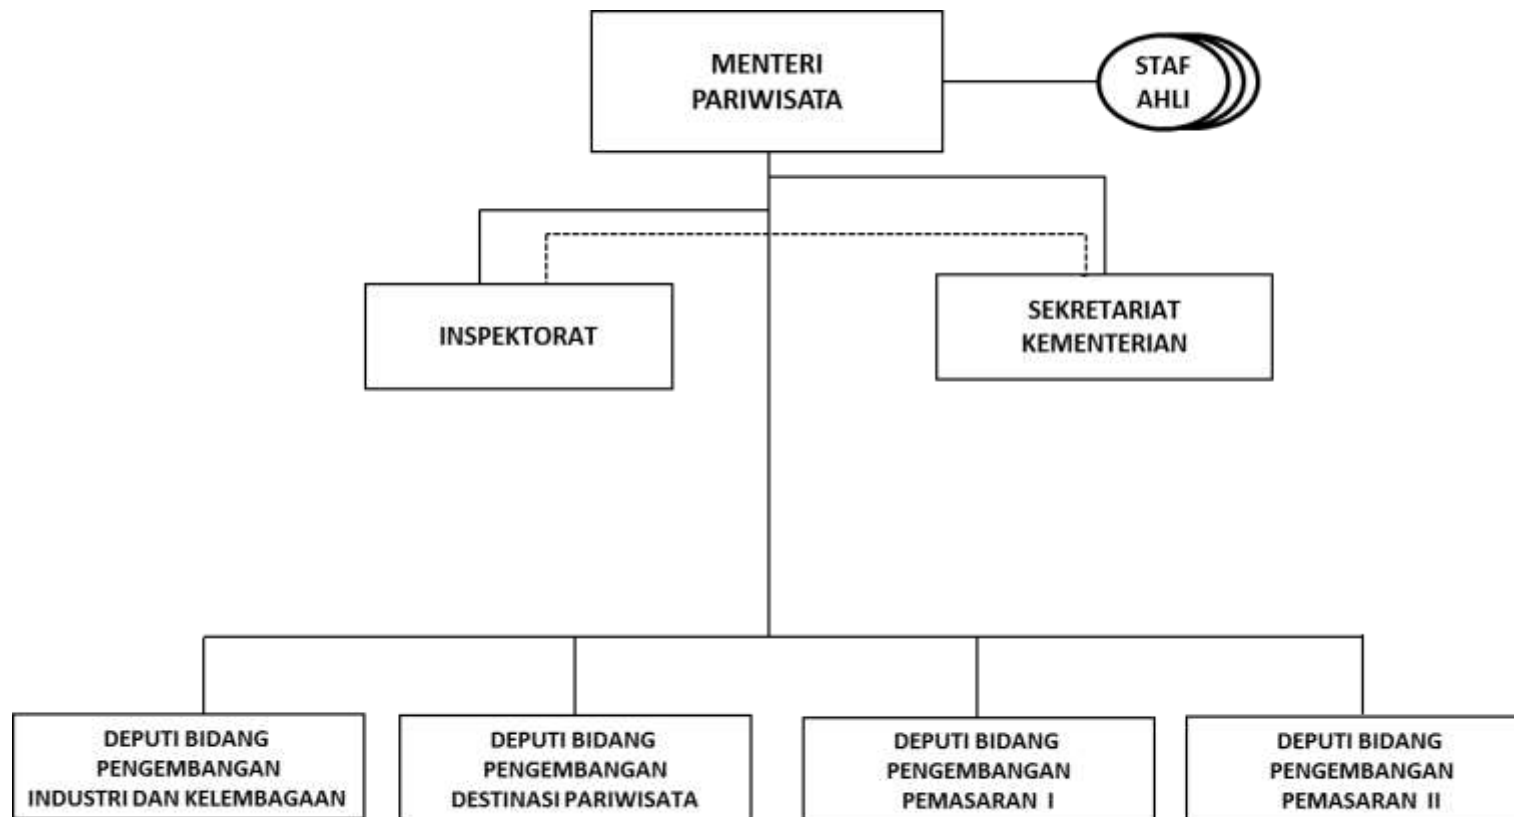 MENTERI
PARIWISATA
STAF
AHLI
INSPEKTORAT
SEKRETARIAT
KEMENTERIAN
DEPUTI BIDANG
PENGEMBANGAN
INDUSTRI DAN KELEMBAGAAN
DEPUTI BIDANG
PENGEMBANGAN
DESTINASI PARIWISATA
DEPUTI BIDANG
PENGEMBANGAN
PEMASARAN I
DEPUTI BIDANG
PENGEMBANGAN
PEMASARAN II